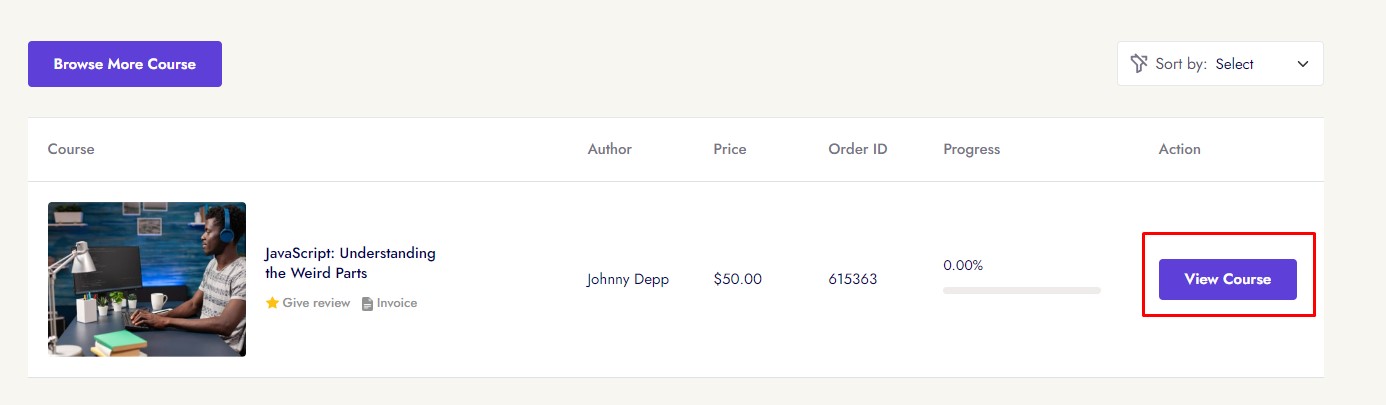 Browse More Course
Sort by: Select
Course Author Price Order ID Progress Action
JavaScript: Understanding
the Weird Parts
Give review Invoice
Johnny Depp $50.00 615363
0.00%
View Course